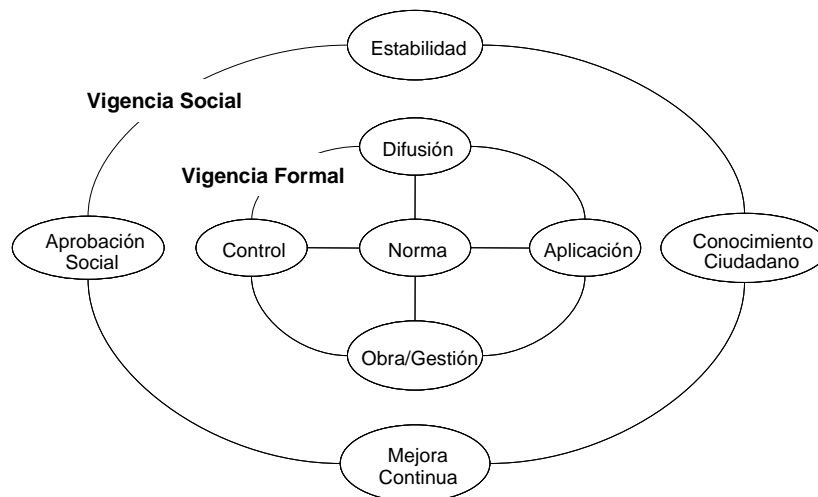 Estabilidad
Vigencia Social
Difusión
Vigencia Formal
Aprobación
Social
Control
Norma
Aplicación
Conocimiento
Ciudadano
Obra/Gestión
Mejora
Continua